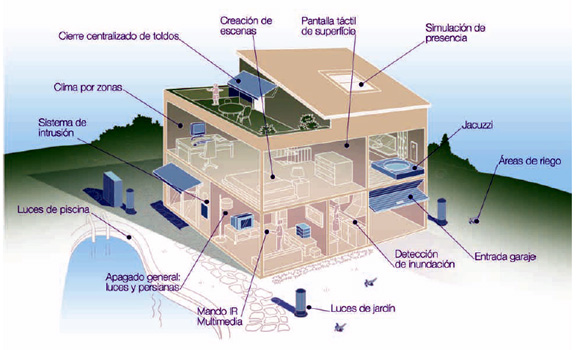 Creación de
escenas
Pantalla táctil
de superfície
Simulación de
presencia
Cierre centralizado de toldos
Clima por zonas
Sistema de
intrusión
Jacuzzi
Áreas de riego
Luces de piscina
Apagado general:
luces y persianas
Mando IR
Multimedia
Detección
de inundación
Entrada garaje
Luces de jardín